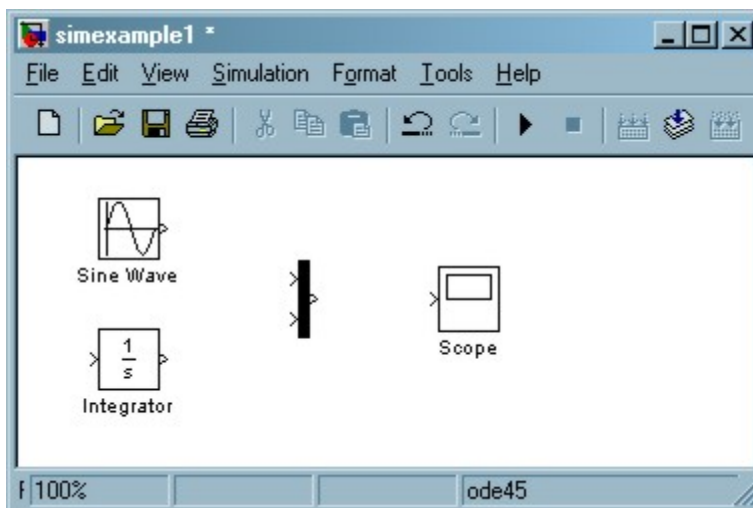 simexample1 *
File Edit View Simulation Format Tools Help
Sine Wave
1
s
Integrator
Scope
100%
ode45